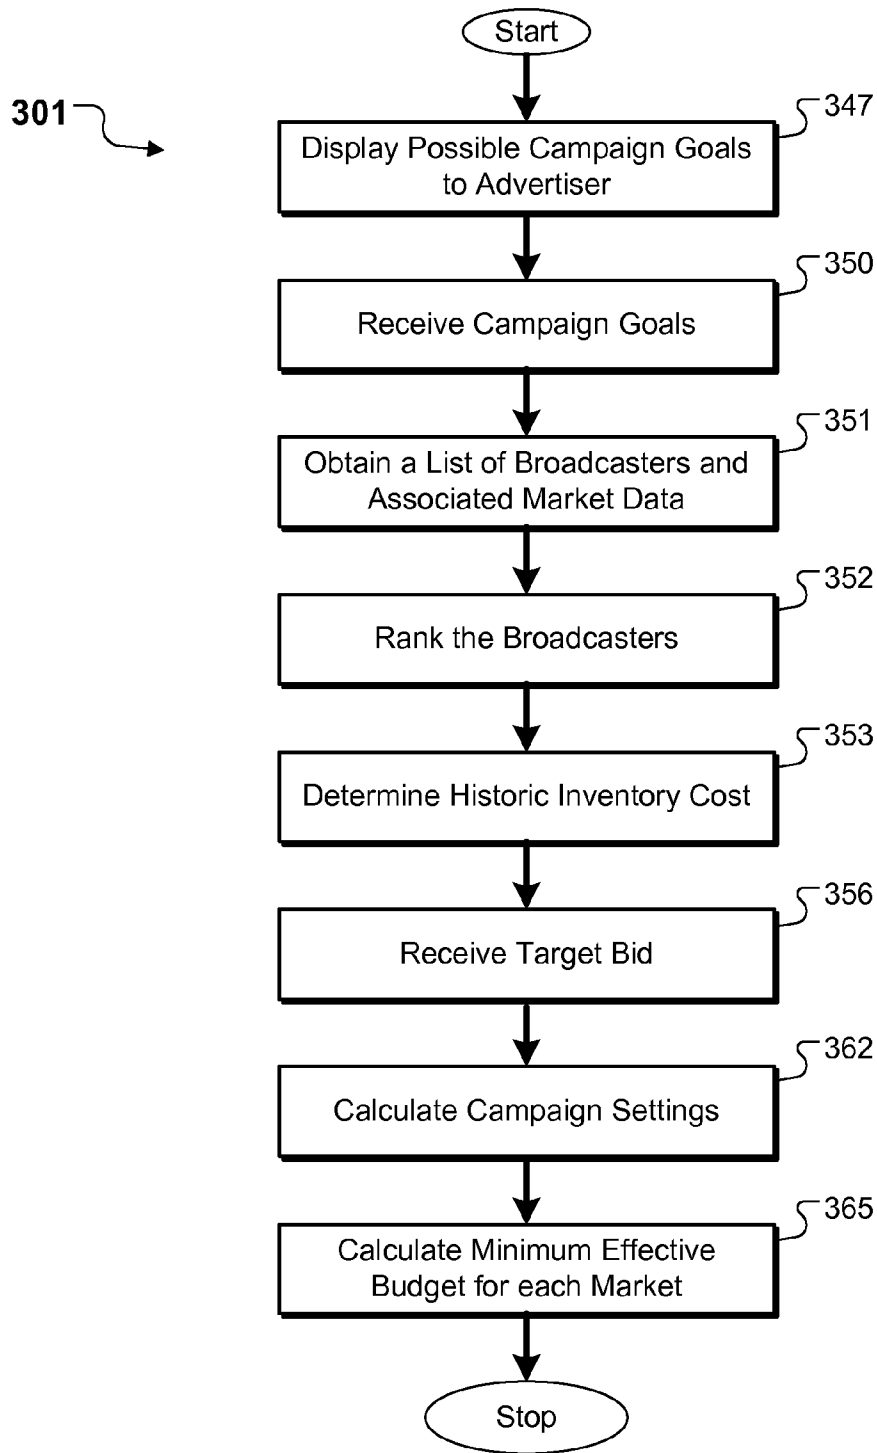 Start
301
347
Display Possible Campaign Goals
to Advertiser
350
Receive Campaign Goals
351
Obtain a List of Broadcasters and
Associated Market Data
352
Rank the Broadcasters
353
Determine Historic Inventory Cost
356
Receive Target Bid
362
Calculate Campaign Settings
365
Calculate Minimum Effective
Budget for each Market
Stop